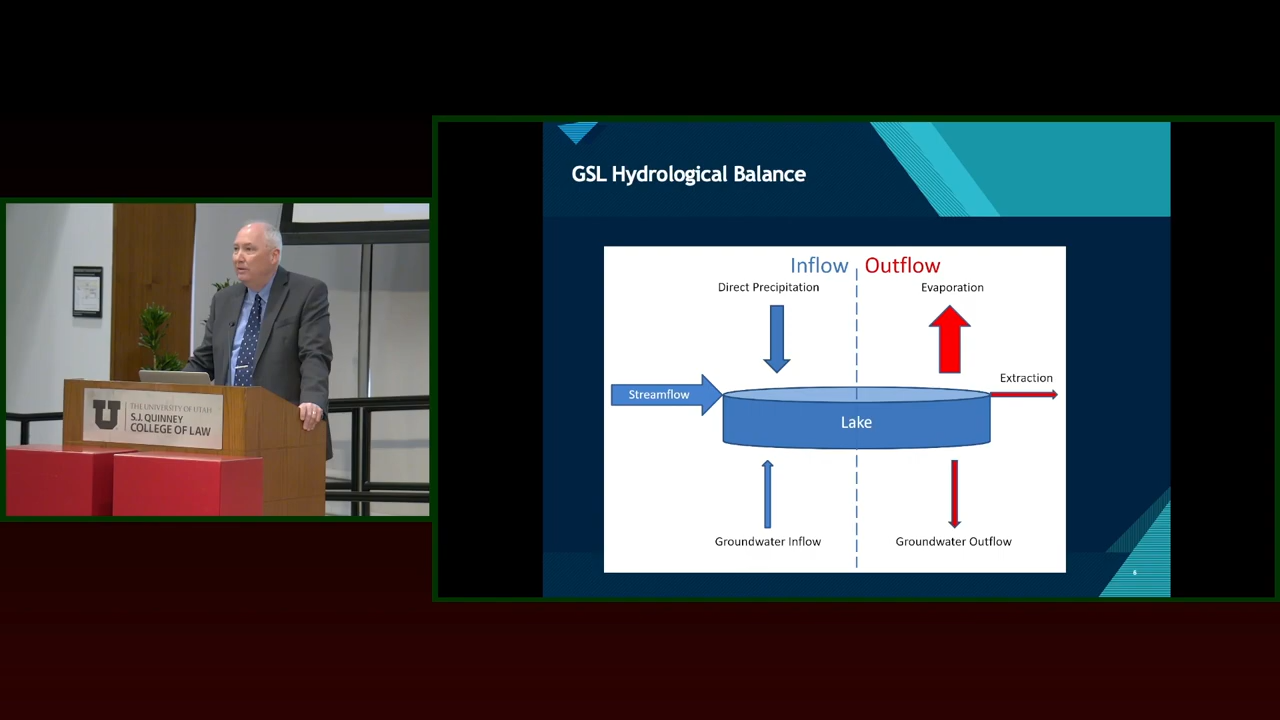 THE UNIVERSITY OF UTAH
S.J. QUINNEY
COLLEGE OF LAW
GSL Hydrological Balance
Inflow Outflow
Direct Precipitation
Evaporation
Streamflow
Extraction
Lake
Groundwater Inflow
Groundwater Outflow
6